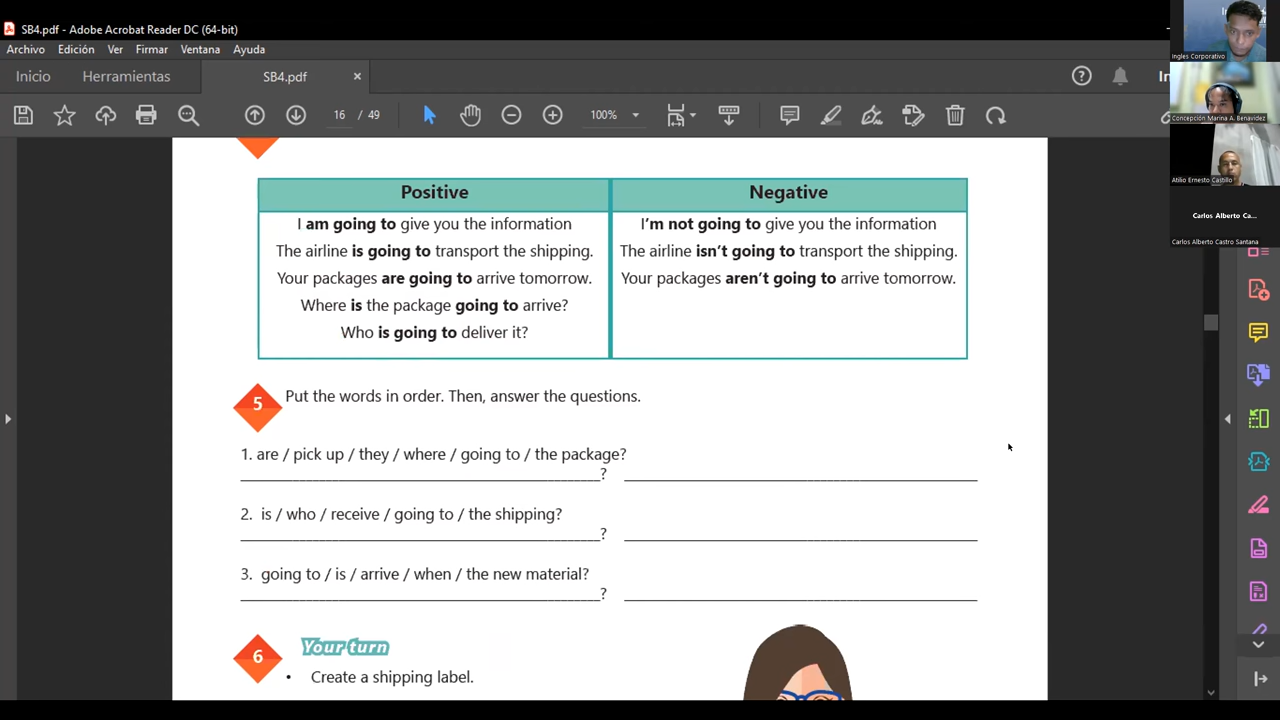 SB4.pdf - Adobe Acrobat Reader DC (64-bit)
Archivo Edición Ver Firmar Ventana Ayuda
Inicio Herramientas SB4.pdf × In
16 / 49 100%
Positive Negative
I am going to give you the information
The airline is going to transport the shipping.
Your packages are going to arrive tomorrow.
Where is the package going to arrive?
Who is going to deliver it?
I'm not going to give you the information
The airline isn't going to transport the shipping.
Your packages aren't going to arrive tomorrow.
5 Put the words in order. Then, answer the questions.
1. are / pick up / they / where / going to / the package?
?
2. is / who / receive / going to / the shipping?
?
3. going to / is / arrive / when / the new material?
?
6 Your turn
• Create a shipping label.
Ingles Corporativo
Concepción Marina A. Benavidez
Atilio Ernesto Castillo
Carlos Alberto Ca...
Carlos Alberto Castro Santana